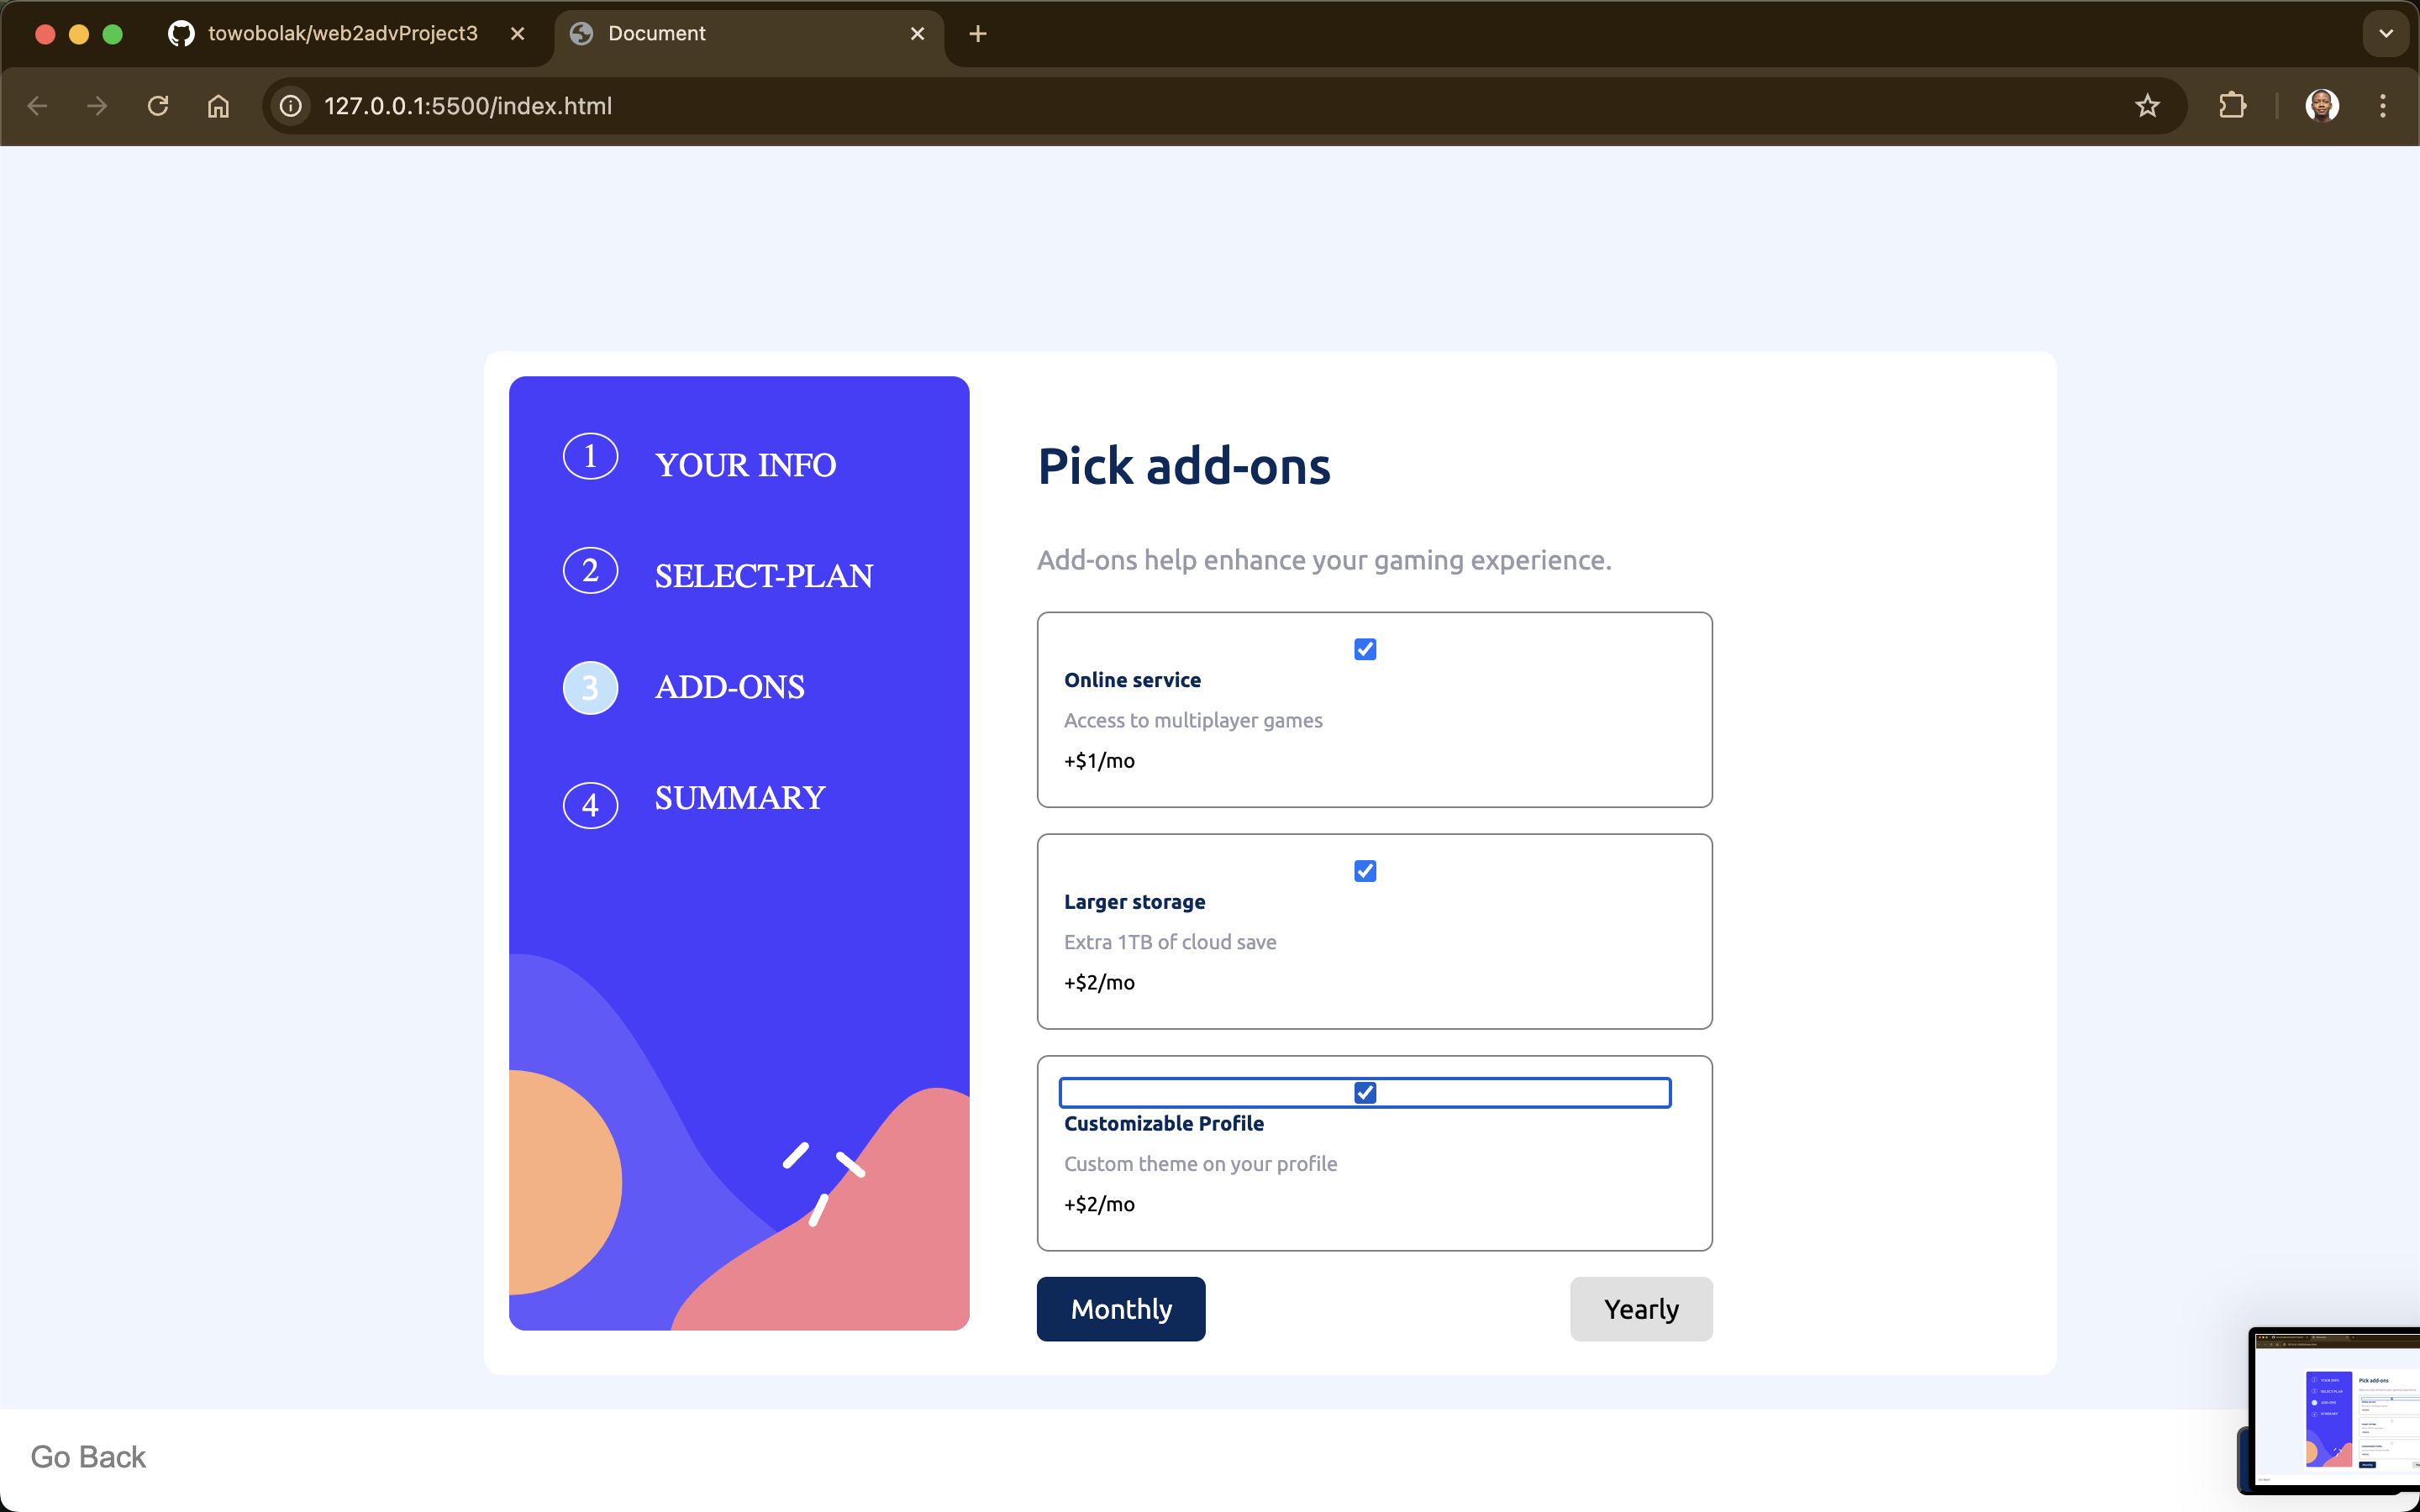 towobolak/web2advProject3
Document
127.0.0.1:5500/index.html
1 YOUR INFO
2 SELECT-PLAN
3 ADD-ONS
4 SUMMARY
Pick add-ons
Add-ons help enhance your gaming experience.
Online service
Access to multiplayer games
+$1/mo
Larger storage
Extra 1TB of cloud save
+$2/mo
Customizable Profile
Custom theme on your profile
+$2/mo
Monthly
Yearly
Go Back
Pick add-ons